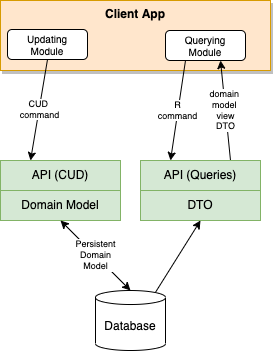 Client App
Updating
Module
Querying
Module
CUD
command
R
command
domain
model
view
DTO
API (CUD)
Domain Model
API (Queries)
DTO
Persistent
Domain
Model
Database